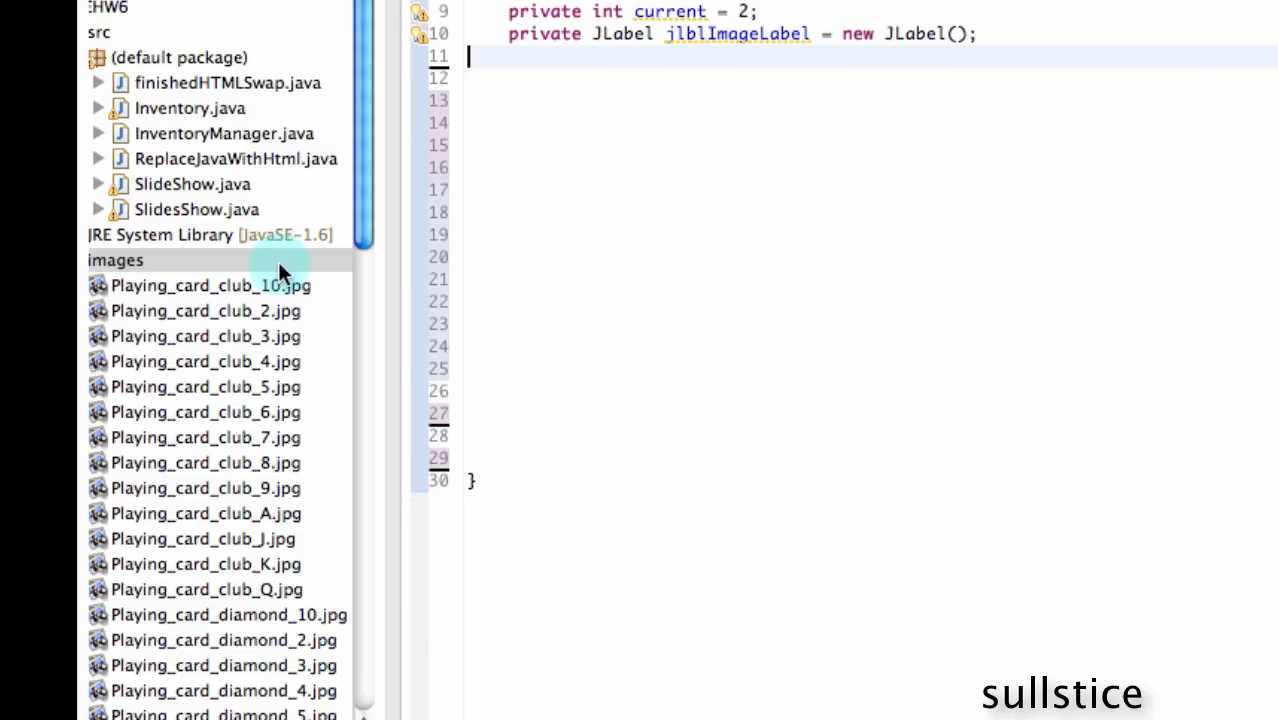 EHW6
src
(default package)
finishedHTMLSwap.java
Inventory.java
InventoryManager.java
ReplaceJavaWithHtml.java
SlideShow.java
SlidesShow.java
JRE System Library [JavaSE-1.6]
images
Playing_card_club_10.jpg
Playing_card_club_2.jpg
Playing_card_club_3.jpg
Playing_card_club_4.jpg
Playing_card_club_5.jpg
Playing_card_club_6.jpg
Playing_card_club_7.jpg
Playing_card_club_8.jpg
Playing_card_club_9.jpg
Playing_card_club_A.jpg
Playing_card_club_J.jpg
Playing_card_club_K.jpg
Playing_card_club_Q.jpg
Playing_card_diamond_10.jpg
Playing_card_diamond_2.jpg
Playing_card_diamond_3.jpg
Playing_card_diamond_4.jpg
Playing_card_diamond_5.jpg
9 private int current = 2;
10 private JLabel jlblImageLabel = new JLabel();
11
12
13
14
15
16
17
18
19
20
21
22
23
24
25
26
27
28
29
30 }
sullstice